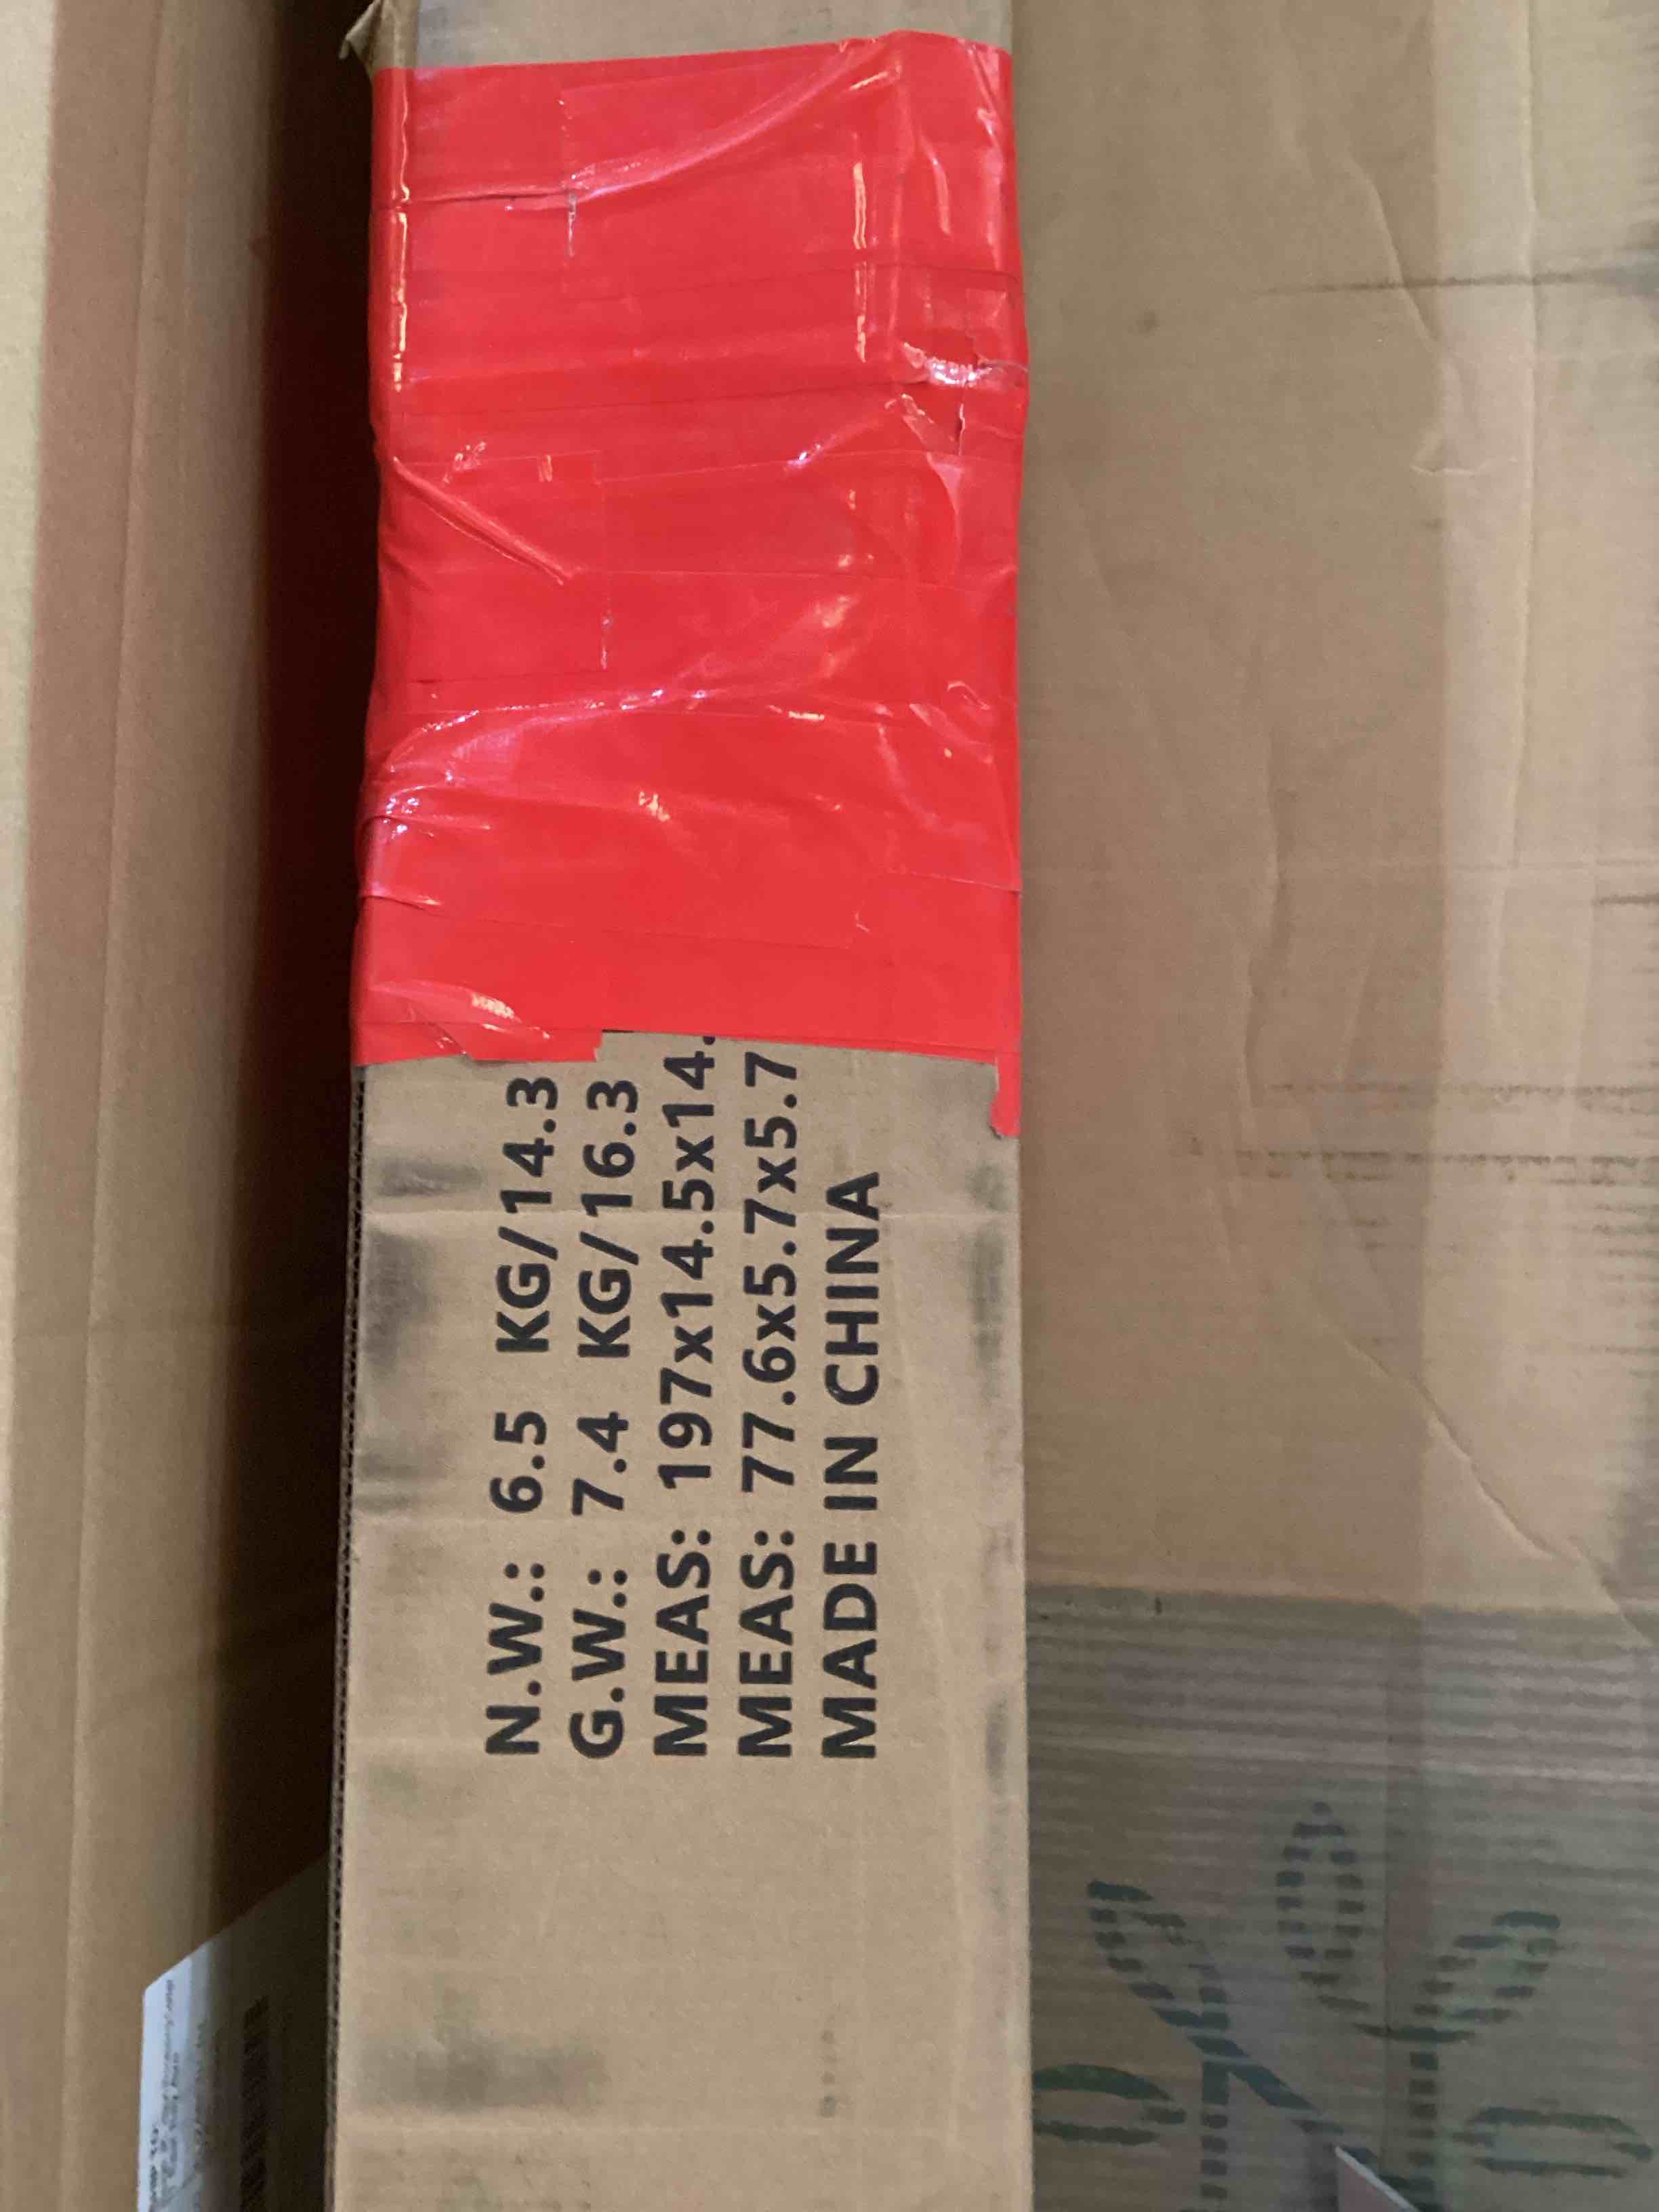 N.W.: 6.5 KG/14.3
G.W.: 7.4 KG/16.3
MEAS: 197x14.5x14.
MEAS: 77.6x5.7x5.7
MADE IN CHINA